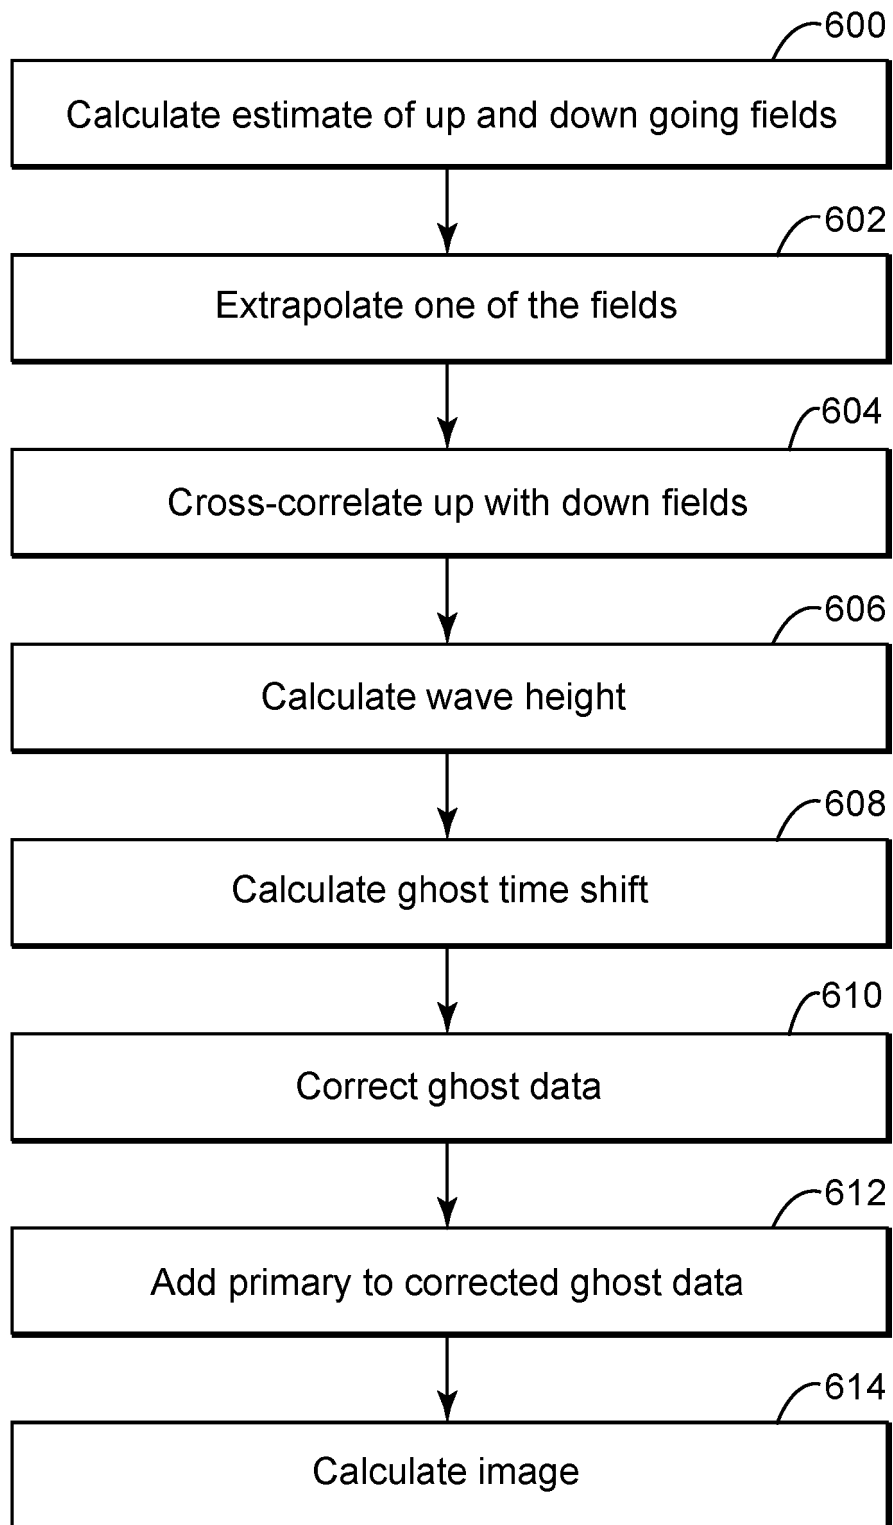 600
Calculate estimate of up and down going fields
602
Extrapolate one of the fields
604
Cross-correlate up with down fields
606
Calculate wave height
608
Calculate ghost time shift
610
Correct ghost data
612
Add primary to corrected ghost data
614
Calculate image